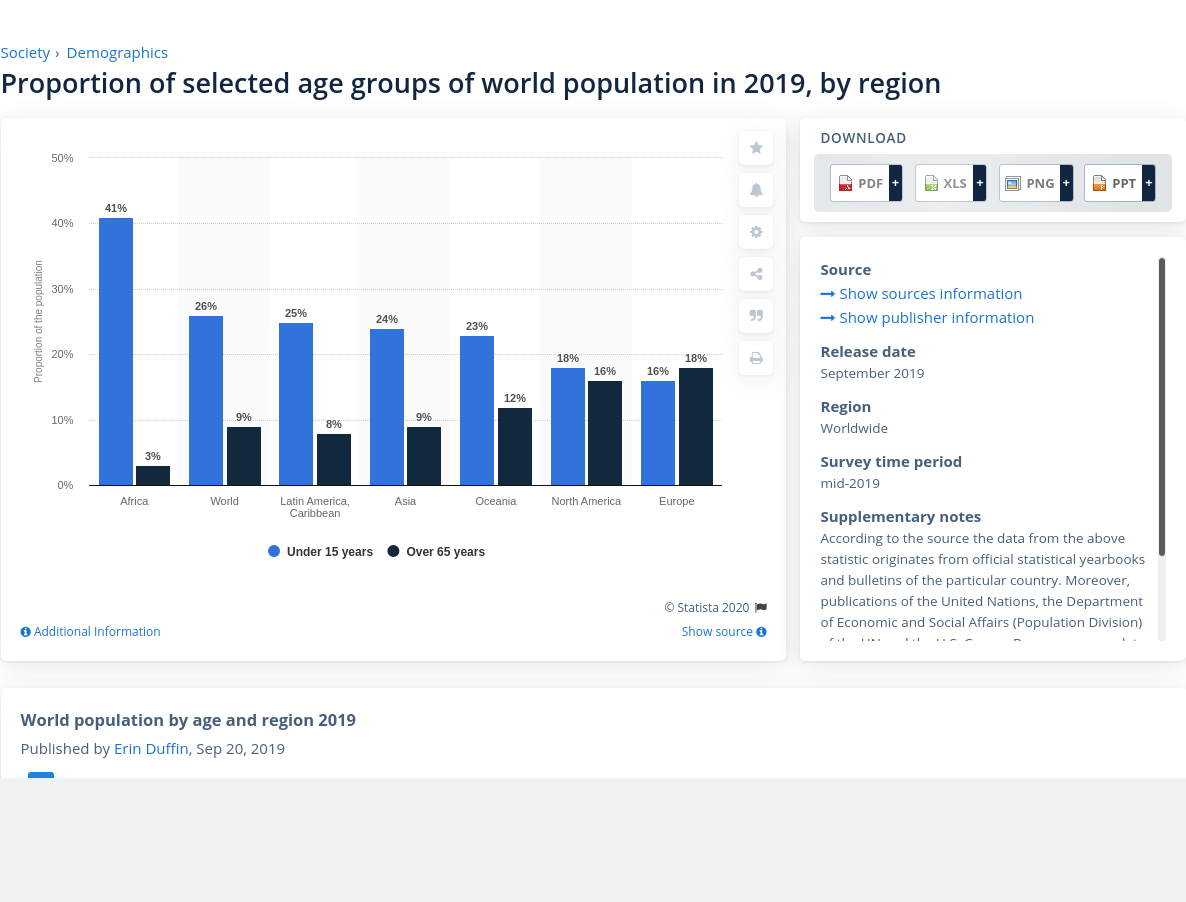 Society › Demographics
Proportion of selected age groups of world population in 2019, by region
50%
40%
30%
20%
10%
0%
Proportion of the population
41%
3%
26%
9%
25%
8%
24%
9%
23%
12%
18%
16%
16%
18%
Africa
World
Latin America,
Caribbean
Asia
Oceania
North America
Europe
Under 15 years
Over 65 years
© Statista 2020
Additional Information
Show source
DOWNLOAD
PDF +
XLS +
PNG +
PPT +
Source
Show sources information
Show publisher information
Release date
September 2019
Region
Worldwide
Survey time period
mid-2019
Supplementary notes
According to the source the data from the above
statistic originates from official statistical yearbooks
and bulletins of the particular country. Moreover,
publications of the United Nations, the Department
of Economic and Social Affairs (Population Division)
World population by age and region 2019
Published by Erin Duffin, Sep 20, 2019